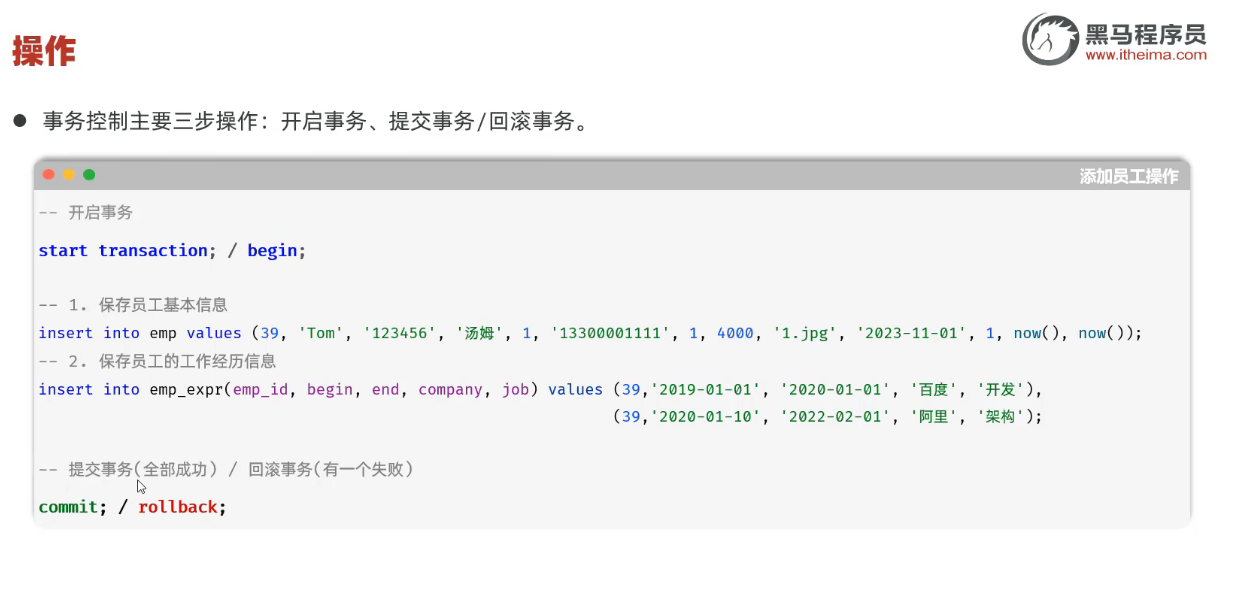 操作
黑马程序员
www.itheima.com
● 事务控制主要三步操作：开启事务、提交事务/回滚事务。
添加员工操作
-- 开启事务
start transaction; / begin;
-- 1. 保存员工基本信息
insert into emp values (39, 'Tom', '123456', '汤姆', 1, '13300001111', 1, 4000, '1.jpg', '2023-11-01', 1, now(), now());
-- 2. 保存员工的工作经历信息
insert into emp_expr(emp_id, begin, end, company, job) values (39,'2019-01-01', '2020-01-01', '百度', '开发'),
(39,'2020-01-10', '2022-02-01', '阿里', '架构');
-- 提交事务(全部成功) / 回滚事务(有一个失败)
commit; / rollback;